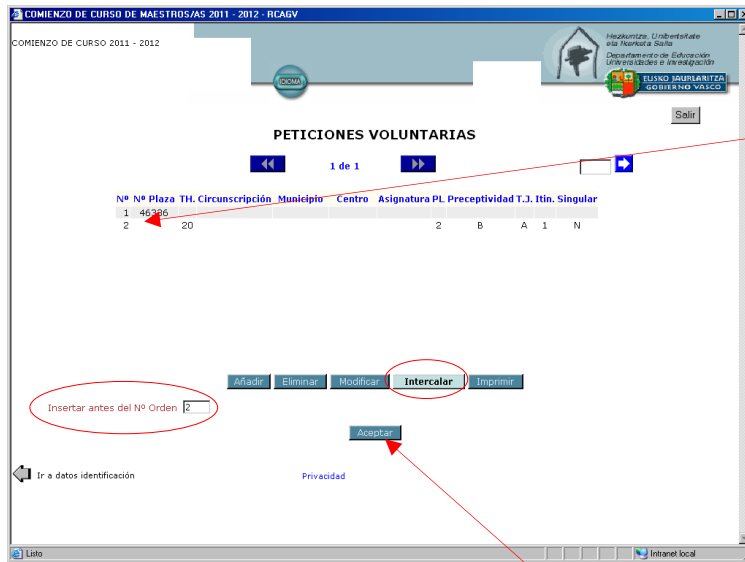 COMIENZO DE CURSO DE MAESTROS/AS 2011 - 2012 - RCAGV
COMIENZO DE CURSO 2011 - 2012
IDIOMA
Hezkuntza, Unibertsitate
eta Ikerketa Saila
Departamento de Educación
Universidades e Investigación
EUSKO JAURLARITZA
GOBIERNO VASCO
Salir
PETICIONES VOLUNTARIAS
1 de 1
Nº Nº Plaza TH. Circunscripción Municipio Centro Asignatura PL Preceptividad T.J. Itin. Singular
1 46386
2 20 2 B A 1 N
Añadir Eliminar Modificar Intercalar Imprimir
Insertar antes del Nº Orden 2
Aceptar
Ir a datos identificación
Privacidad
Listo
Intranet local